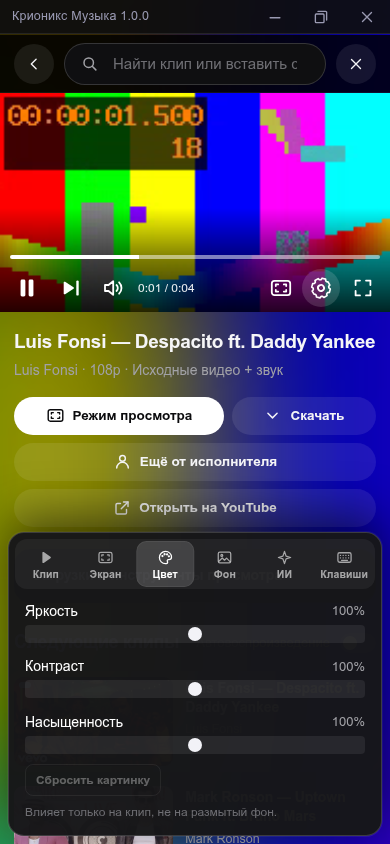 Крионикс Музыка 1.0.0
Найти клип или вставить с
00:00:01.500
18
0:01 / 0:04
Luis Fonsi — Despacito ft. Daddy Yankee
Luis Fonsi · 108p · Исходные видео + звук
Режим просмотра
Скачать
Ещё от исполнителя
Открыть на YouTube
Клип
Экран
Цвет
Фон
ИИ
Клавиши
Яркость
100%
Контраст
100%
Насыщенность
100%
Сбросить картинку
Влияет только на клип, не на размытый фон.
Mark Ronson